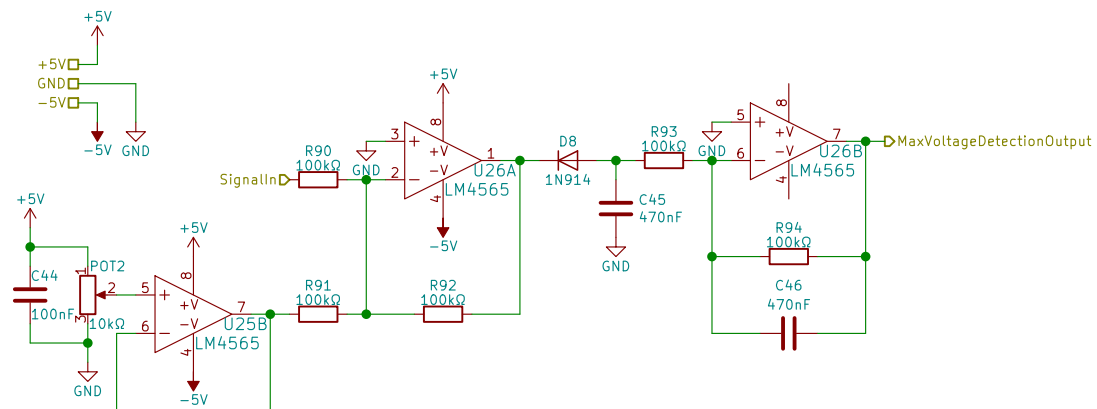 +5V
+5V
GND
-5V
-5V
GND
+5V
8
3
+
+V
1
GND
2
−
−V
U26A
LM4565
4
-5V
R90
100kΩ
SignalIn
D8
1N914
C45
470nF
GND
R93
100kΩ
GND
8
5
+
+V
7
6
−
−V
U26B
LM4565
4
MaxVoltageDetectionOutput
R94
100kΩ
C46
470nF
+5V
C44
100nF
POT2
1
2
3
10kΩ
GND
+5V
8
5
+
+V
7
6
−
−V
U25B
LM4565
4
-5V
R91
100kΩ
R92
100kΩ